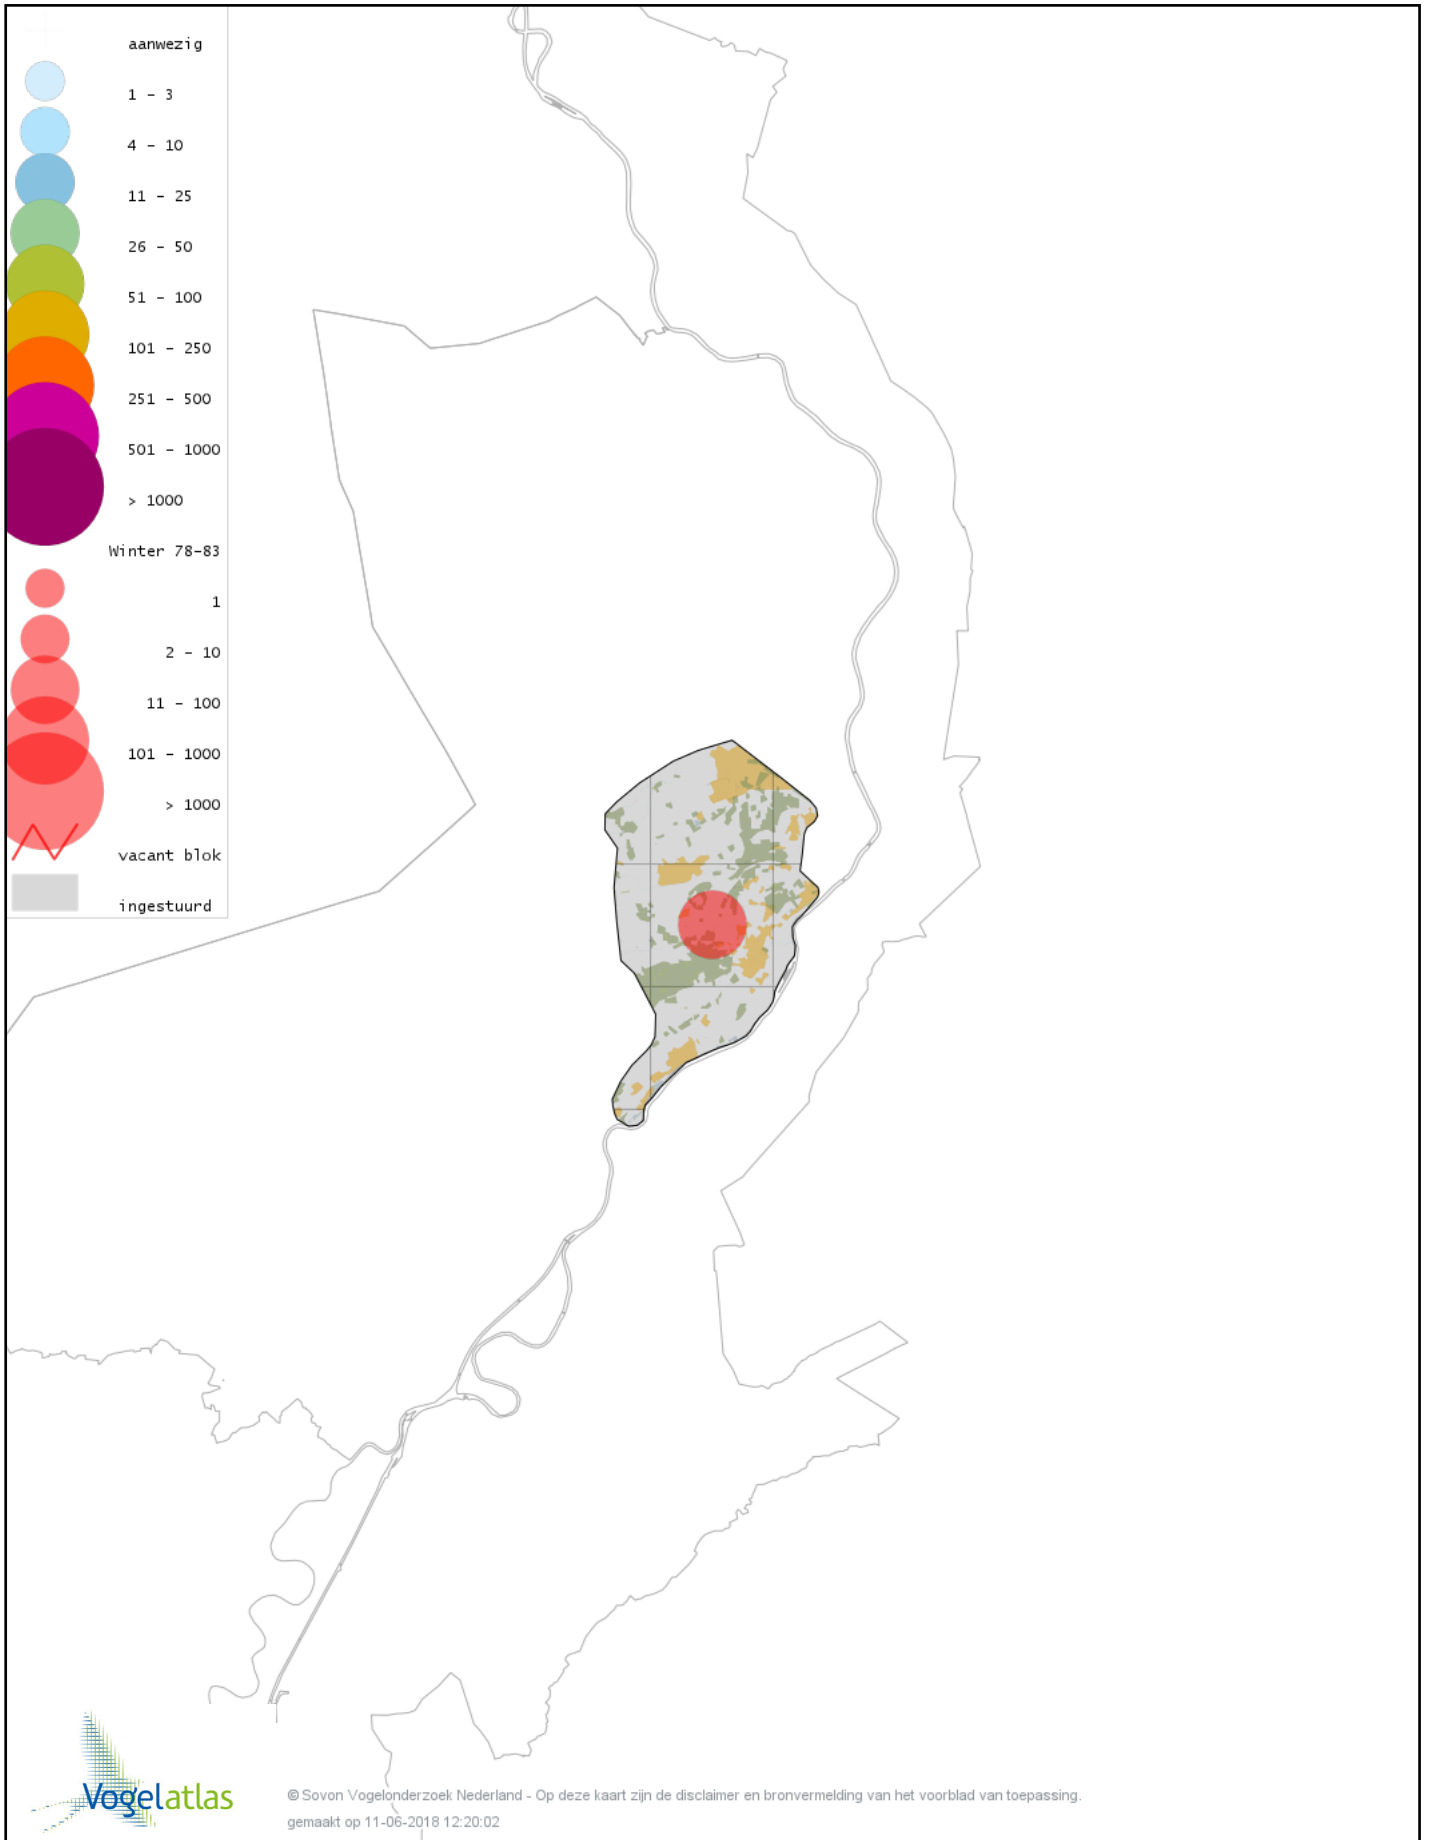 aanwezig
1 - 3
4 - 10
11 - 25
26 - 50
51 - 100
101 - 250
251 - 500
501 - 1000
> 1000
Winter 78-83
1
2 - 10
11 - 100
101 - 1000
> 1000
vacant blok
ingestuurd
Vogelatlas
© Sovon Vogelonderzoek Nederland - Op deze kaart zijn de disclaimer en bronvermelding van het voorblad van toepassing.
gemaakt op 11-06-2018 12:20:02